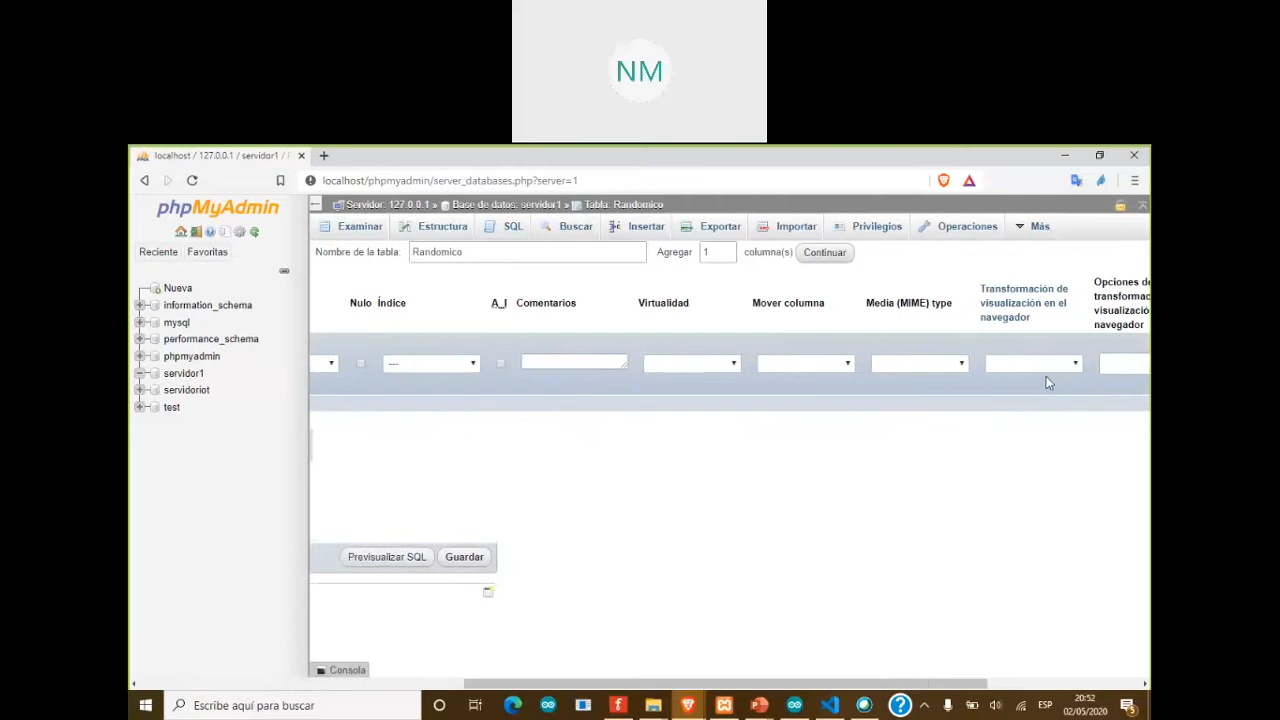 NM
localhost / 127.0.0.1 / servidor1 /
localhost/phpmyadmin/server_databases.php?server=1
phpMyAdmin
Reciente Favoritas
Nueva
information_schema
mysql
performance_schema
phpmyadmin
servidor1
servidoriot
test
Servidor: 127.0.0.1 » Base de datos: servidor1 » Tabla: Randomico
Examinar Estructura SQL Buscar Insertar Exportar Importar Privilegios Operaciones Más
Nombre de la tabla: Randomico Agregar 1 columna(s) Continuar
Nulo Índice A_I Comentarios Virtualidad Mover columna Media (MIME) type
Transformación de
visualización en el
navegador
Opciones de
transforma
visualizació
navegador
---
Previsualizar SQL Guardar
Consola
Escribe aquí para buscar
ESP
20:52
02/05/2020
5